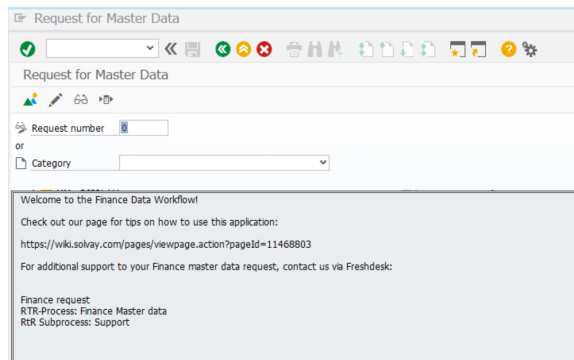 Request for Master Data
Request for Master Data
Request number 0
or
Category
Welcome to the Finance Data Workflow!
Check out our page for tips on how to use this application:
https://wiki.solvay.com/pages/viewpage.action?pageId=11468803
For additional support to your Finance master data request, contact us via Freshdesk:
Finance request
RTR-Process: Finance Master data
RtR Subprocess: Support